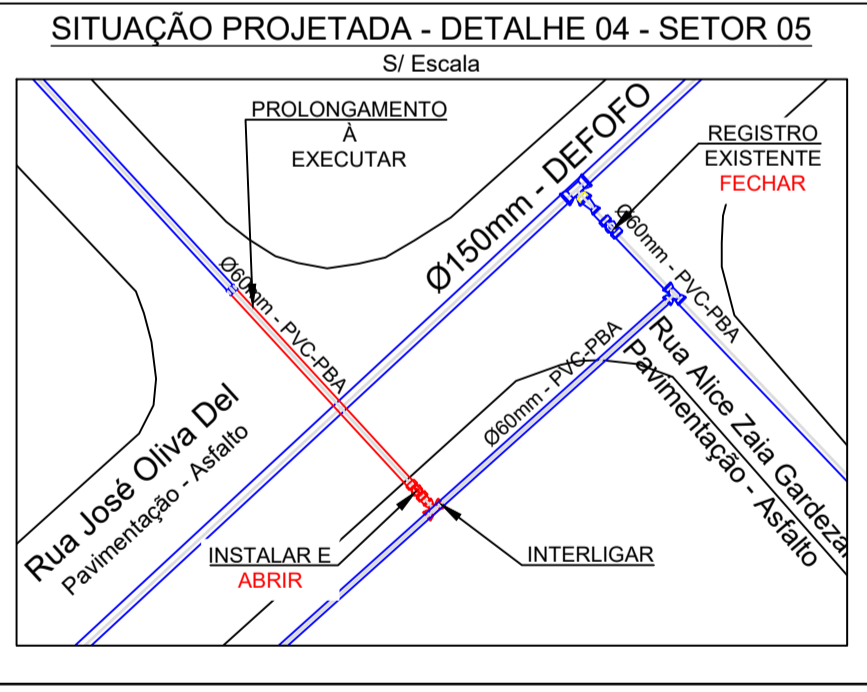 SITUAÇÃO PROJETADA - DETALHE 04 - SETOR 05
S/ Escala
PROLONGAMENTO
À
EXECUTAR
Ø150mm - DEFOFO
REGISTRO
EXISTENTE
FECHAR
Ø60mm - PVC-PBA
Ø60mm - PVC-PBA
Ø60mm - PVC-PBA
Rua José Oliva Del
Pavimentação - Asfalto
Rua Alice Zaia Gardezan
Pavimentação - Asfalto
INSTALAR E
ABRIR
INTERLIGAR